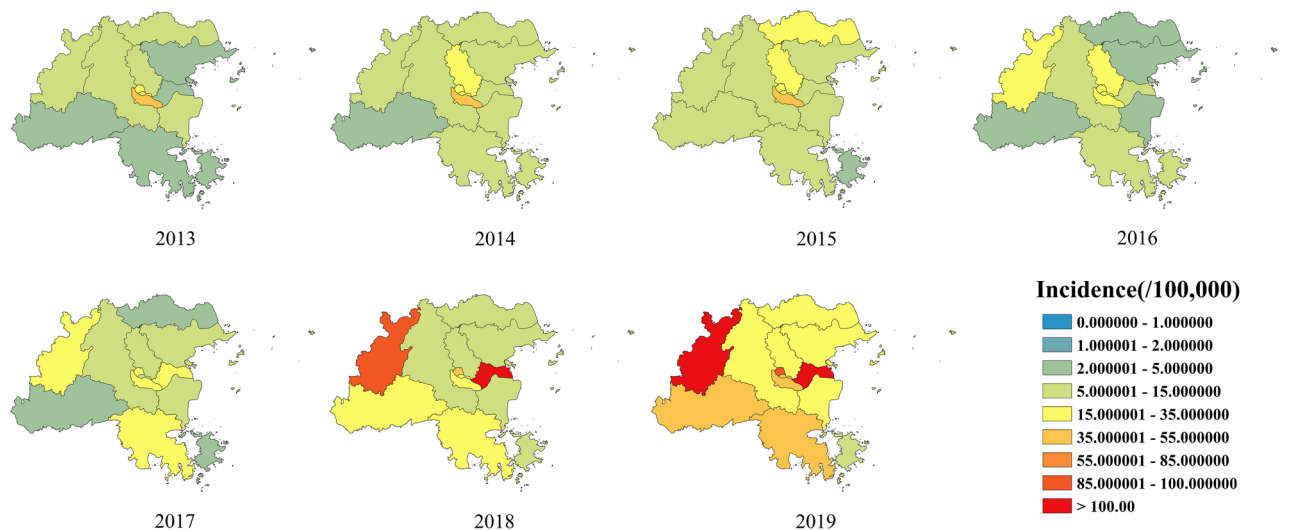 2013
2014
2015
2016
2017
2018
2019
Incidence(/100,000)
0.000000 - 1.000000
1.000001 - 2.000000
2.000001 - 5.000000
5.000001 - 15.000000
15.000001 - 35.000000
35.000001 - 55.000000
55.000001 - 85.000000
85.000001 - 100.000000
> 100.00